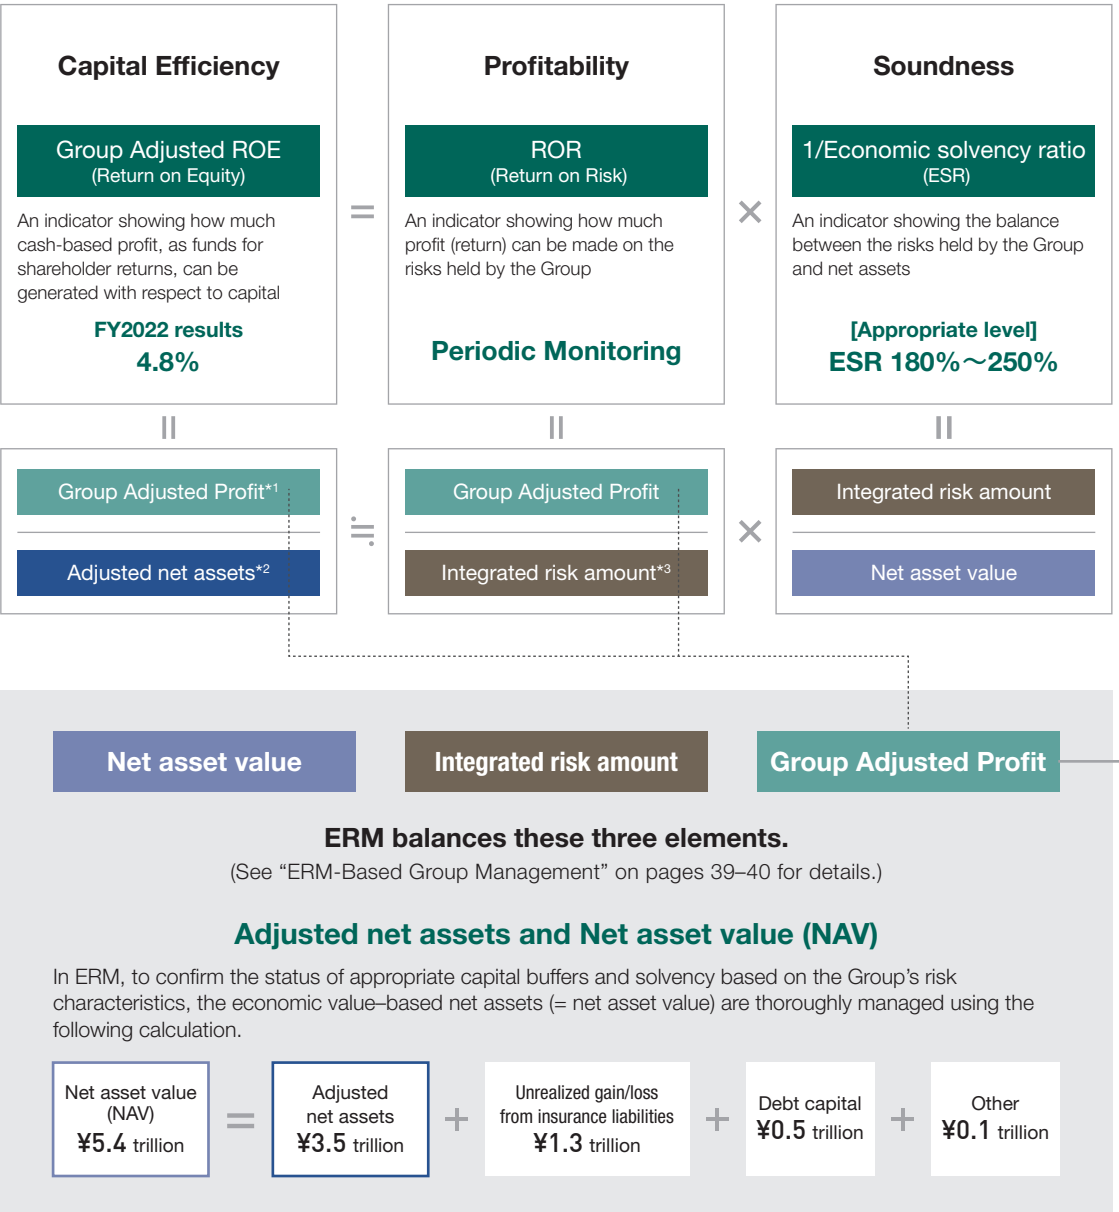 Capital Efficiency
Group Adjusted ROE
(Return on Equity)
An indicator showing how much
cash-based profit, as funds for
shareholder returns, can be
generated with respect to capital
FY2022 results
4.8%
=
Profitability
ROR
(Return on Risk)
An indicator showing how much
profit (return) can be made on the
risks held by the Group
Periodic Monitoring
×
Soundness
1/Economic solvency ratio
(ESR)
An indicator showing the balance
between the risks held by the Group
and net assets
[Appropriate level]
ESR 180%～250%
=
=
=
Group Adjusted Profit*1
Adjusted net assets*2
≒
Group Adjusted Profit
Integrated risk amount*3
×
Integrated risk amount
Net asset value
Net asset value
Integrated risk amount
Group Adjusted Profit
ERM balances these three elements.
(See “ERM-Based Group Management” on pages 39–40 for details.)
Adjusted net assets and Net asset value (NAV)
In ERM, to confirm the status of appropriate capital buffers and solvency based on the Group’s risk
characteristics, the economic value–based net assets (= net asset value) are thoroughly managed using the
following calculation.
Net asset value
(NAV)
¥5.4 trillion
=
Adjusted
net assets
¥3.5 trillion
+
Unrealized gain/loss
from insurance liabilities
¥1.3 trillion
+
Debt capital
¥0.5 trillion
+
Other
¥0.1 trillion